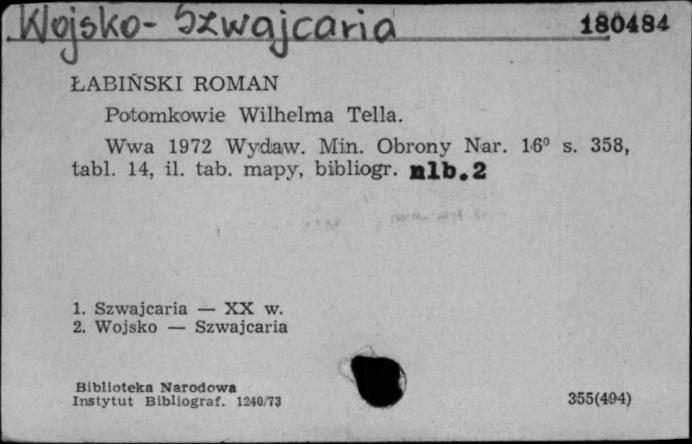 Wojsko- Szwajcaria 180484
ŁABIŃSKI ROMAN
Potomkowie Wilhelma Tella.
Wwa 1972 Wydaw. Min. Obrony Nar. 16⁰ s. 358,
tabl. 14, il. tab. mapy, bibliogr. nlb.2
1. Szwajcaria — XX w.
2. Wojsko — Szwajcaria
Biblioteka Narodowa
Instytut Bibliograf. 1240/73 355(494)